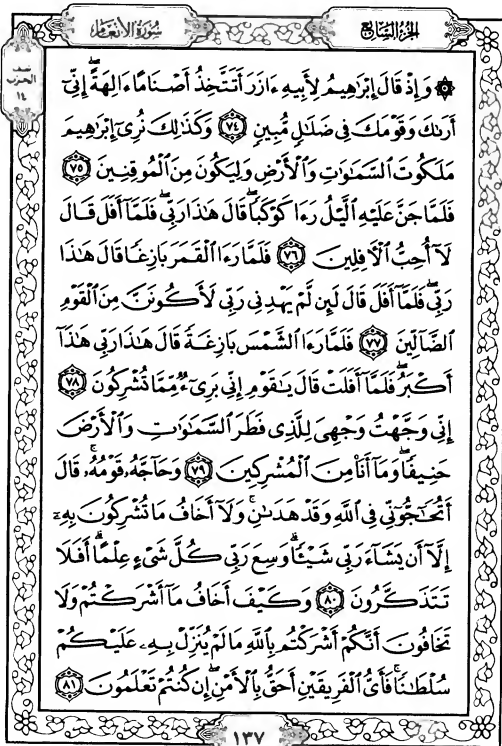 الجزء السابع
سورة الأنعام
نصف
الحزب
١٤
۞ وَإِذْ قَالَ إِبْرَاهِيمُ لِأَبِيهِ ءَازَرَ أَتَتَّخِذُ أَصْنَامًا ءَالِهَةً ۖ إِنِّىٓ
أَرَىٰكَ وَقَوْمَكَ فِى ضَلَٰلٍ مُّبِينٍ ٧٤ وَكَذَٰلِكَ نُرِىٓ إِبْرَٰهِيمَ
مَلَكُوتَ ٱلسَّمَٰوَٰتِ وَٱلْأَرْضِ وَلِيَكُونَ مِنَ ٱلْمُوقِنِينَ ٧٥
فَلَمَّا جَنَّ عَلَيْهِ ٱلَّيْلُ رَءَا كَوْكَبًا ۖ قَالَ هَٰذَا رَبِّى ۖ فَلَمَّآ أَفَلَ قَالَ
لَآ أُحِبُّ ٱلْءَافِلِينَ ٧٦ فَلَمَّا رَءَا ٱلْقَمَرَ بَازِغًا قَالَ هَٰذَا
رَبِّى ۖ فَلَمَّآ أَفَلَ قَالَ لَئِن لَّمْ يَهْدِنِى رَبِّى لَأَكُونَنَّ مِنَ ٱلْقَوْمِ
ٱلضَّآلِّينَ ٧٧ فَلَمَّا رَءَا ٱلشَّمْسَ بَازِغَةً قَالَ هَٰذَا رَبِّى هَٰذَآ
أَكْبَرُ ۖ فَلَمَّآ أَفَلَتْ قَالَ يَٰقَوْمِ إِنِّى بَرِىٓءٌ مِّمَّا تُشْرِكُونَ ٧٨
إِنِّى وَجَّهْتُ وَجْهِىَ لِلَّذِى فَطَرَ ٱلسَّمَٰوَٰتِ وَٱلْأَرْضَ
حَنِيفًا ۖ وَمَآ أَنَا۠ مِنَ ٱلْمُشْرِكِينَ ٧٩ وَحَآجَّهُۥ قَوْمُهُۥ ۚ قَالَ
أَتُحَٰٓجُّوٓنِّى فِى ٱللَّهِ وَقَدْ هَدَىٰنِ ۚ وَلَآ أَخَافُ مَا تُشْرِكُونَ بِهِۦٓ
إِلَّآ أَن يَشَآءَ رَبِّى شَيْـًٔا ۗ وَسِعَ رَبِّى كُلَّ شَىْءٍ عِلْمًا ۗ أَفَلَا
تَتَذَكَّرُونَ ٨٠ وَكَيْفَ أَخَافُ مَآ أَشْرَكْتُمْ وَلَا
تَخَافُونَ أَنَّكُمْ أَشْرَكْتُم بِٱللَّهِ مَا لَمْ يُنَزِّلْ بِهِۦ عَلَيْكُمْ
سُلْطَٰنًا ۚ فَأَىُّ ٱلْفَرِيقَيْنِ أَحَقُّ بِٱلْأَمْنِ ۖ إِن كُنتُمْ تَعْلَمُونَ ٨١
١٣٧